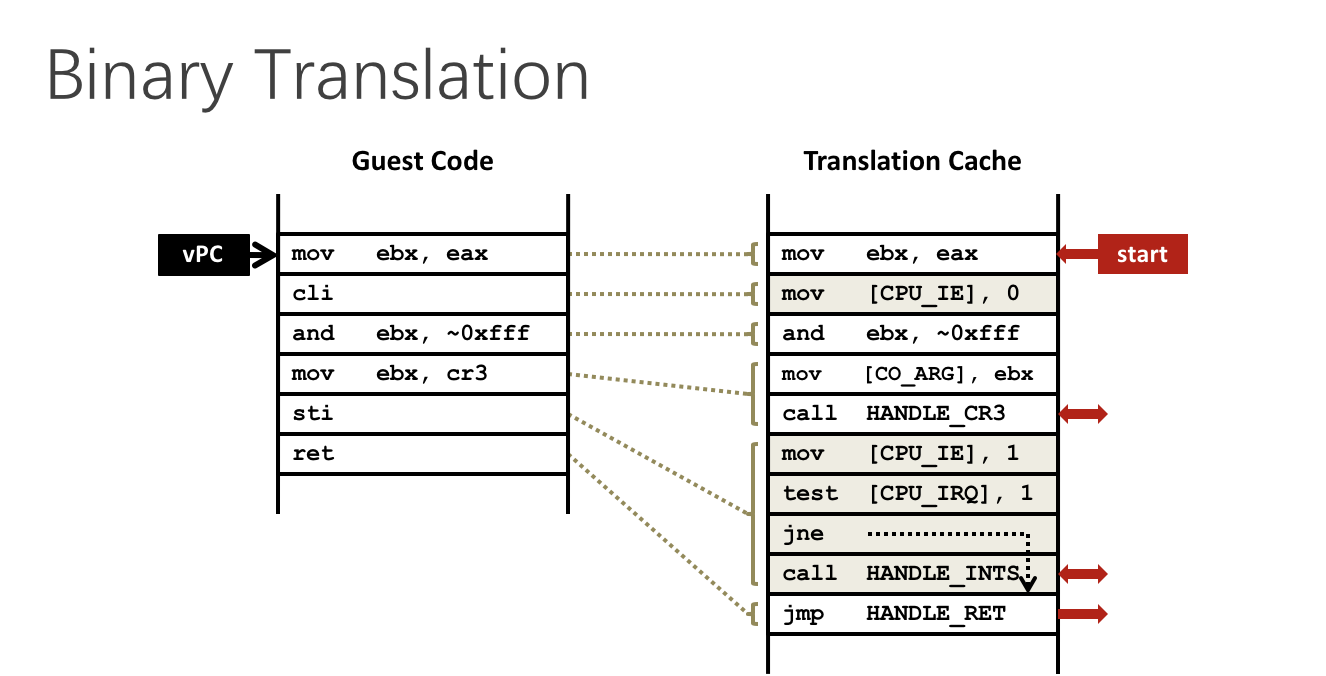 Binary Translation
Guest Code
Translation Cache
vPC
mov ebx, eax
cli
and ebx, ~0xfff
mov ebx, cr3
sti
ret
mov ebx, eax
mov [CPU_IE], 0
and ebx, ~0xfff
mov [CO_ARG], ebx
call HANDLE_CR3
mov [CPU_IE], 1
test [CPU_IRQ], 1
jne
call HANDLE_INTS
jmp HANDLE_RET
start